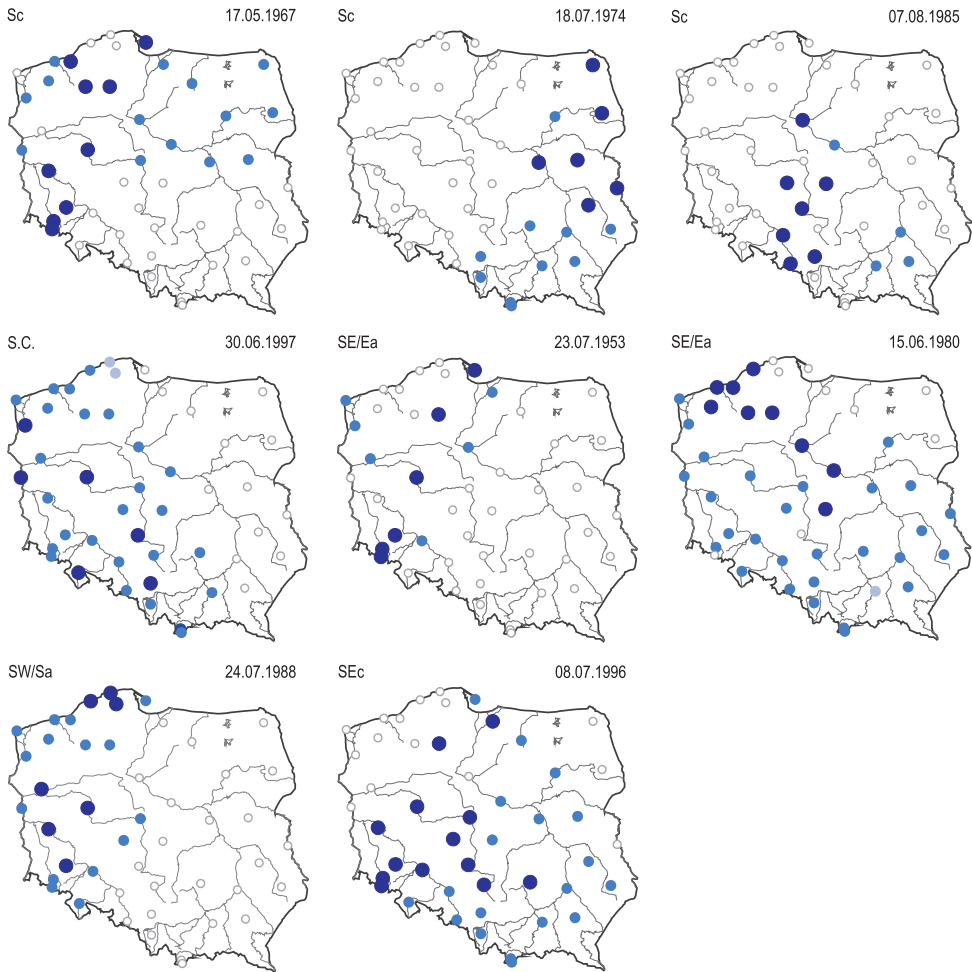 Sc 17.05.1967
Sc 18.07.1974
Sc 07.08.1985
S.C. 30.06.1997
SE/Ea 23.07.1953
SE/Ea 15.06.1980
SW/Sa 24.07.1988
SEc 08.07.1996